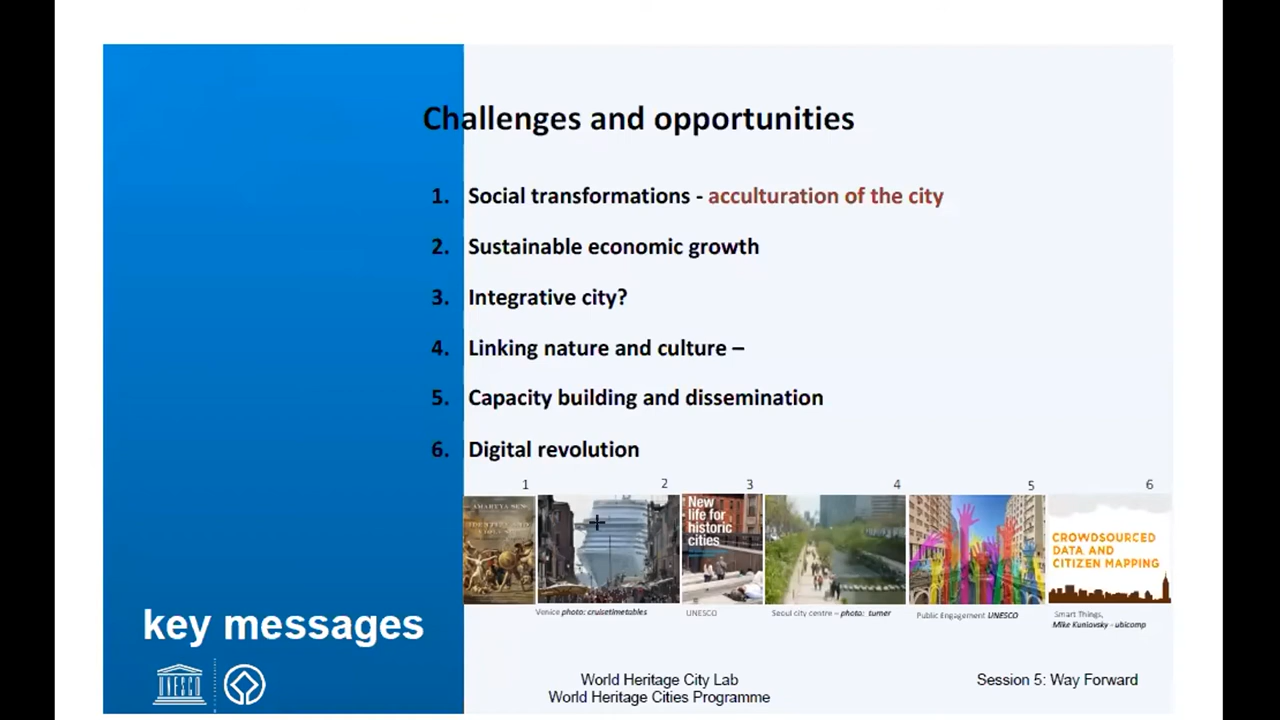 Challenges and opportunities
1. Social transformations - acculturation of the city
2. Sustainable economic growth
3. Integrative city?
4. Linking nature and culture –
5. Capacity building and dissemination
6. Digital revolution
1 2 3 4 5 6
AMARTYA SEN
New
life for
historic
cities
CROWDSOURCED
DATA AND
CITIZEN MAPPING
Venice photo: cruisetimetables
UNESCO
Seoul city centre – photo: turner
Public Engagement UNESCO
Smart Things,
Mike Kuniovsky - ubicomp
key messages
UNESCO
World Heritage City Lab
World Heritage Cities Programme
Session 5: Way Forward